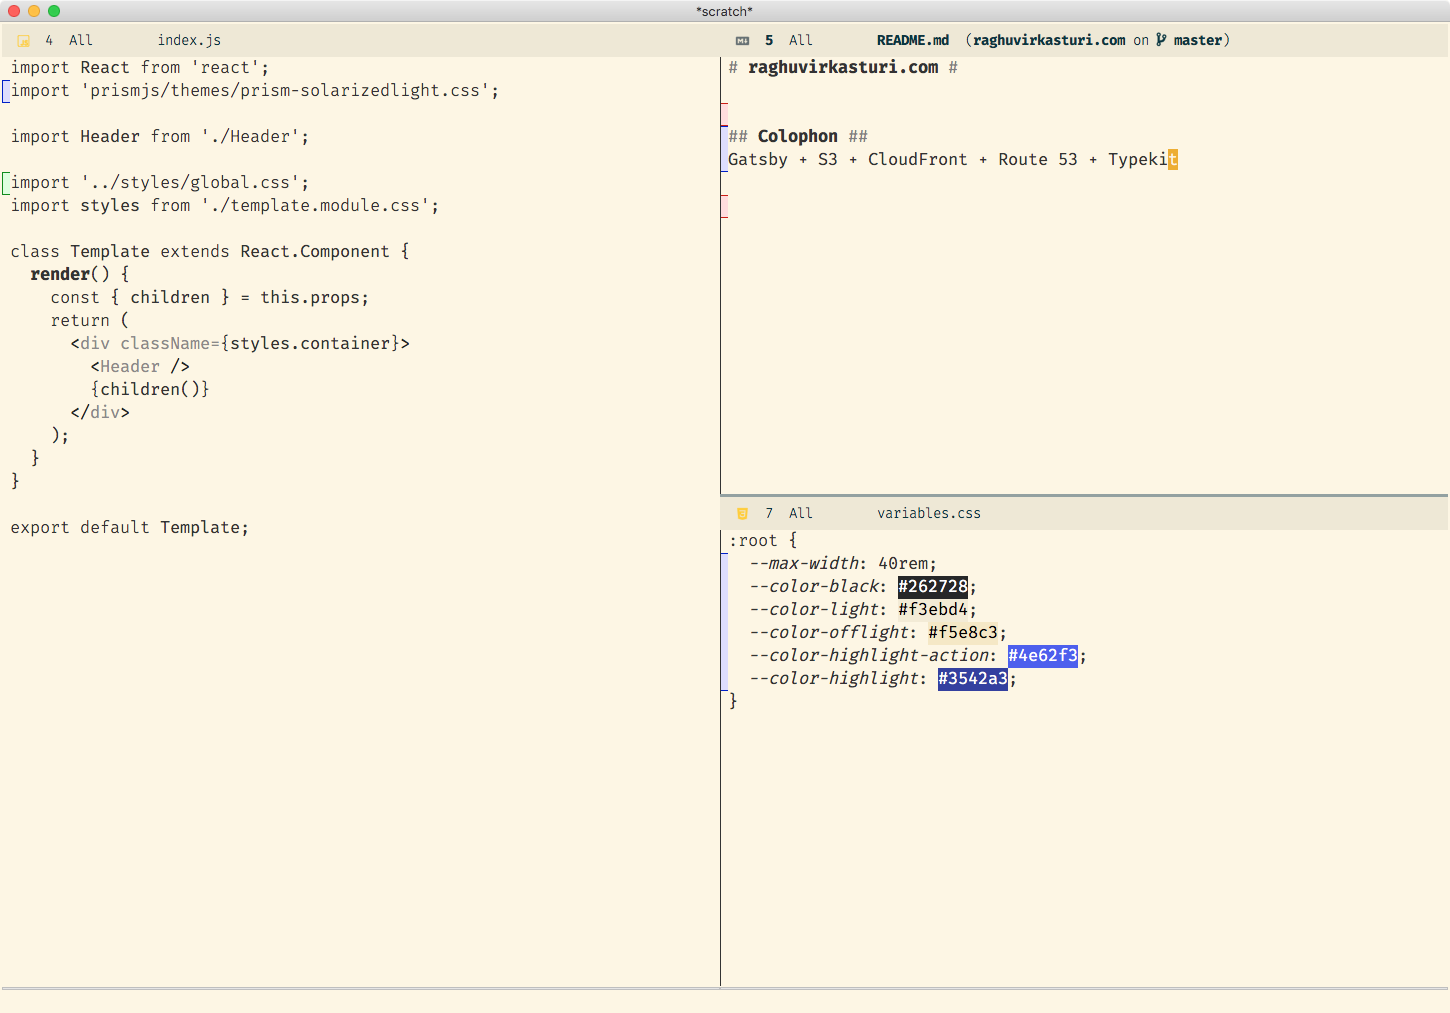 *scratch*
4 All index.js
import React from 'react';
import 'prismjs/themes/prism-solarizedlight.css';
import Header from './Header';
import '../styles/global.css';
import styles from './template.module.css';
class Template extends React.Component {
  render() {
    const { children } = this.props;
    return (
      <div className={styles.container}>
        <Header />
        {children()}
      </div>
    );
  }
}
export default Template;
5 All README.md (raghuvirkasturi.com on master)
# raghuvirkasturi.com #
## Colophon ##
Gatsby + S3 + CloudFront + Route 53 + Typekit
7 All variables.css
:root {
  --max-width: 40rem;
  --color-black: #262728;
  --color-light: #f3ebd4;
  --color-offlight: #f5e8c3;
  --color-highlight-action: #4e62f3;
  --color-highlight: #3542a3;
}